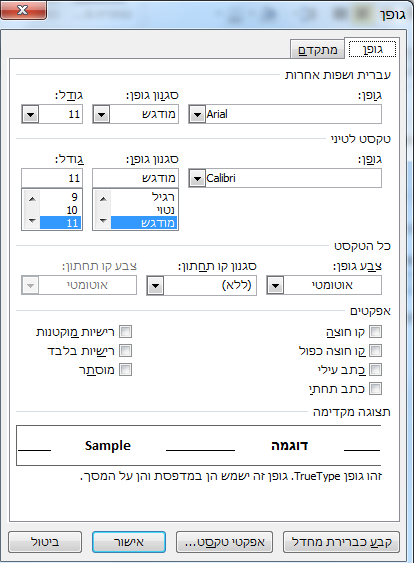 גופן
גופן מתקדם
עברית ושפות אחרות
גופן: סגנון גופן: גודל:
Arial מודגש 11
טקסט לטיני
גופן: סגנון גופן: גודל:
Calibri מודגש 11
רגיל 9
נטוי 10
מודגש 11
כל הטקסט
צבע גופן: סגנון קו תחתון: צבע קו תחתון:
אוטומטי (ללא) אוטומטי
אפקטים
קו חוצה רישיות מוקטנות
קו חוצה כפול רישיות בלבד
כתב עילי מוסתר
כתב תחתי
תצוגה מקדימה
דוגמה Sample
זהו גופן TrueType. גופן זה ישמש הן במדפסת והן על המסך.
קבע כברירת מחדל אפקטי טקסט... אישור ביטול